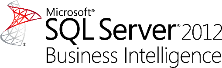 Microsoft®
SQL Server® 2012
Business Intelligence